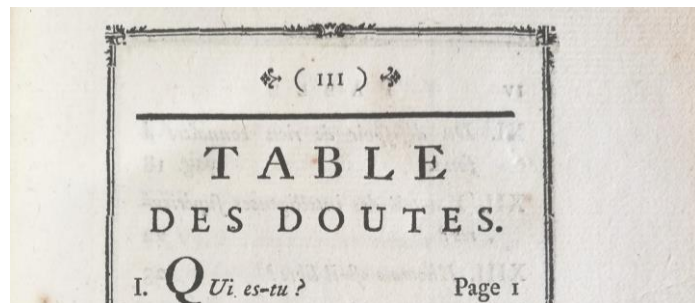 ( III )
TABLE
DES DOUTES.
I. QUi es-tu ? Page 1